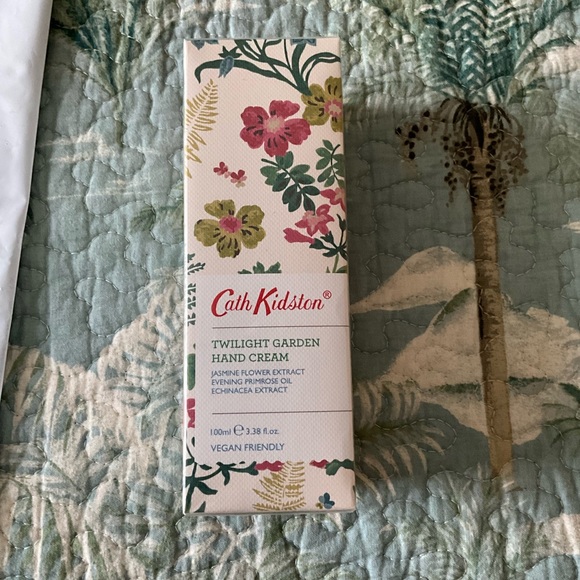 Cath Kidston®
TWILIGHT GARDEN
HAND CREAM
JASMINE FLOWER EXTRACT
EVENING PRIMROSE OIL
ECHINACEA EXTRACT
100ml ℮ 3.38 fl.oz.
VEGAN FRIENDLY